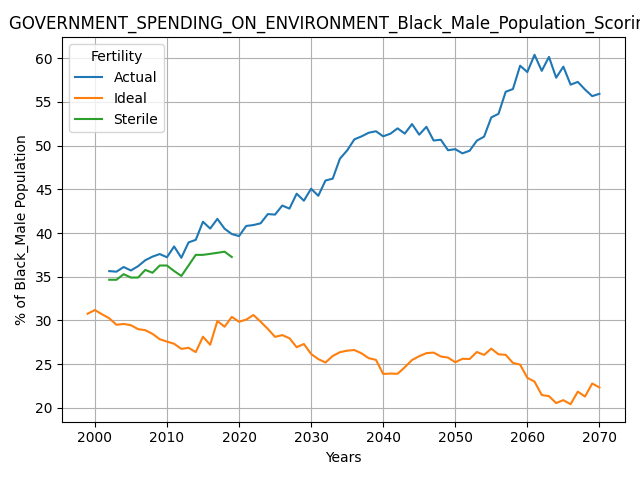 GOVERNMENT_SPENDING_ON_ENVIRONMENT_Black_Male_Population_Scorin
Fertility
Actual
Ideal
Sterile
% of Black_Male Population
60
55
50
45
40
35
30
25
20
2000 2010 2020 2030 2040 2050 2060 2070
Years